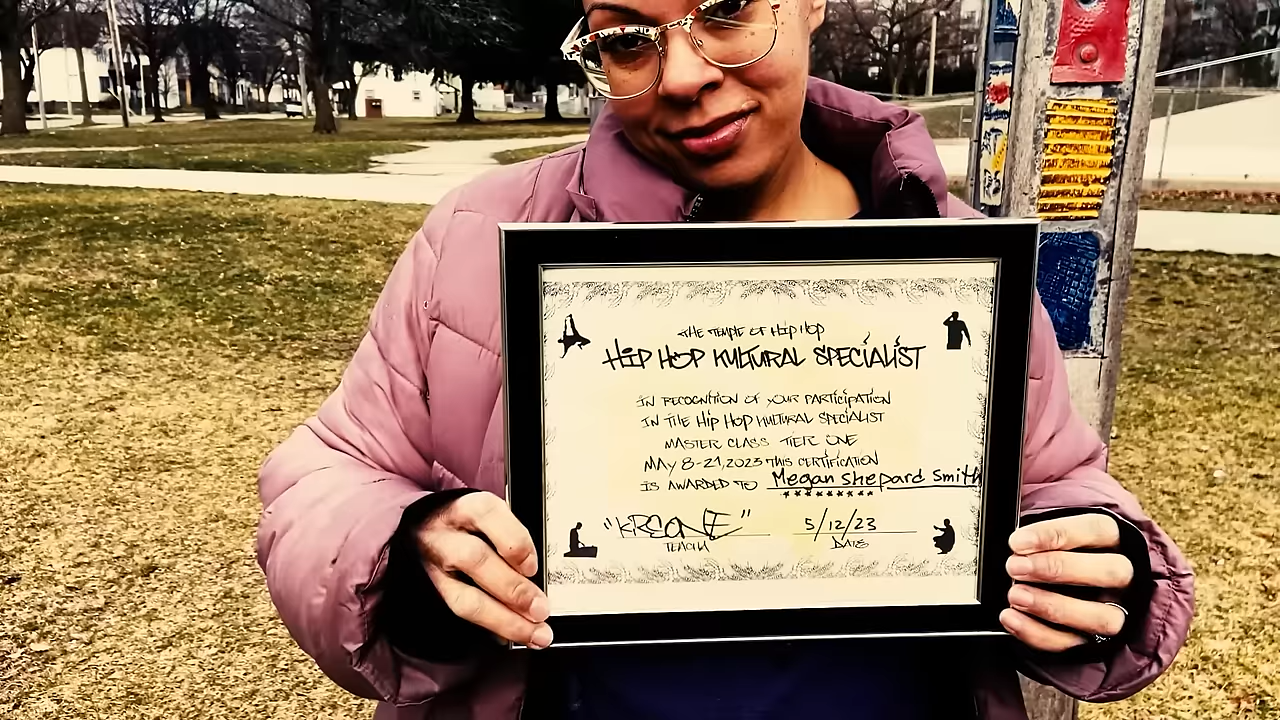 THE TEMPLE OF HIP HOP
HIP HOP KULTURAL SPECIALIST
IN RECOGNITION OF YOUR PARTICIPATION
IN THE HIP HOP KULTURAL SPECIALIST
MASTER CLASS TIER ONE
MAY 8-21, 2023 THIS CERTIFICATION
IS AWARDED TO Megan Shepard Smith
"KRSONE" 5/12/23
TEACHA DATE